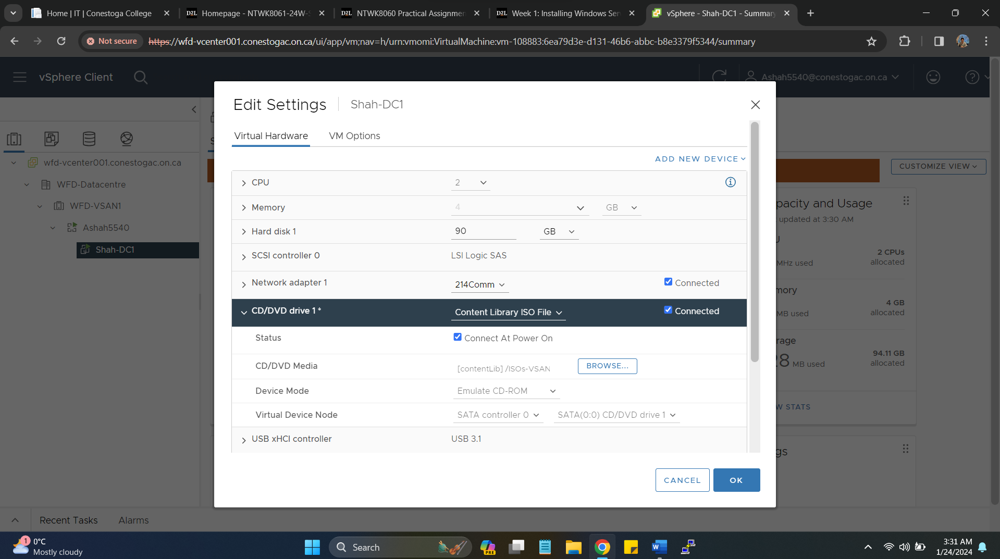 Home | IT | Conestoga College
D2L Homepage - NTWK8061-24W-S
D2L NTWK8060 Practical Assignmen
D2L Week 1: Installing Windows Serv
vSphere - Shah-DC1 - Summary
Not secure
https://wfd-vcenter001.conestogac.on.ca/ui/app/vm;nav=h/urn:vmomi:VirtualMachine:vm-108883:6ea79d3e-d131-46b6-abbc-b8e3379f5344/summary
vSphere Client
Ashah5540@conestogac.on.ca
wfd-vcenter001.conestogac.on.ca
WFD-Datacentre
WFD-VSAN1
Ashah5540
Shah-DC1
Edit Settings
Shah-DC1
Virtual Hardware
VM Options
ADD NEW DEVICE
CPU 2
Memory 4 GB
Hard disk 1 90 GB
SCSI controller 0 LSI Logic SAS
Network adapter 1 214Comm Connected
CD/DVD drive 1 * Content Library ISO File Connected
Status Connect At Power On
CD/DVD Media [contentLib] /ISOs-VSAN BROWSE...
Device Mode Emulate CD-ROM
Virtual Device Node SATA controller 0 SATA(0:0) CD/DVD drive 1
USB xHCI controller USB 3.1
CANCEL
OK
CUSTOMIZE VIEW
pacity and Usage
updated at 3:30 AM
2 CPUs
MHz used allocated
mory
4 GB
MB used allocated
rage
94.11 GB
28 MB used allocated
W STATS
gs
Recent Tasks
Alarms
1
0°C
Mostly cloudy
Search
PRE
W
3:31 AM
1/24/2024